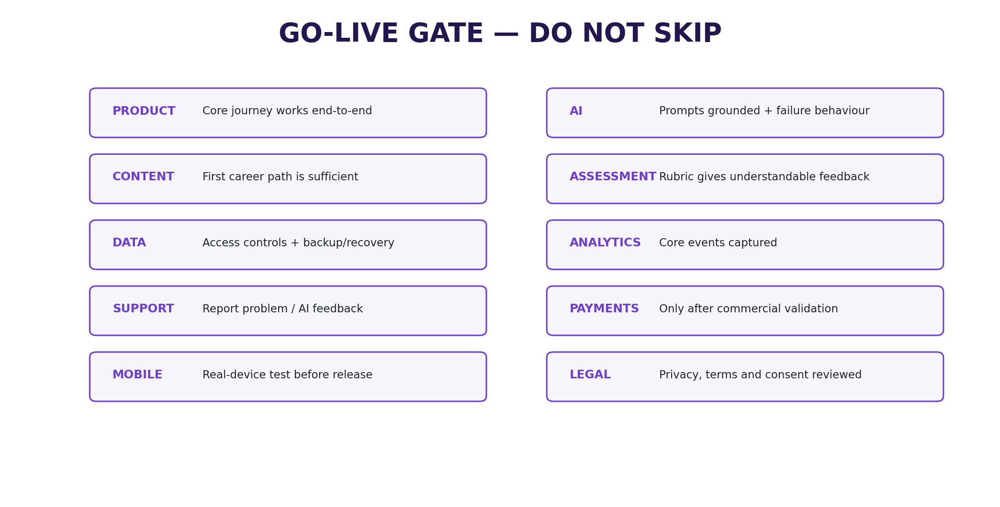 GO-LIVE GATE — DO NOT SKIP
PRODUCT Core journey works end-to-end
AI Prompts grounded + failure behaviour
CONTENT First career path is sufficient
ASSESSMENT Rubric gives understandable feedback
DATA Access controls + backup/recovery
ANALYTICS Core events captured
SUPPORT Report problem / AI feedback
PAYMENTS Only after commercial validation
MOBILE Real-device test before release
LEGAL Privacy, terms and consent reviewed